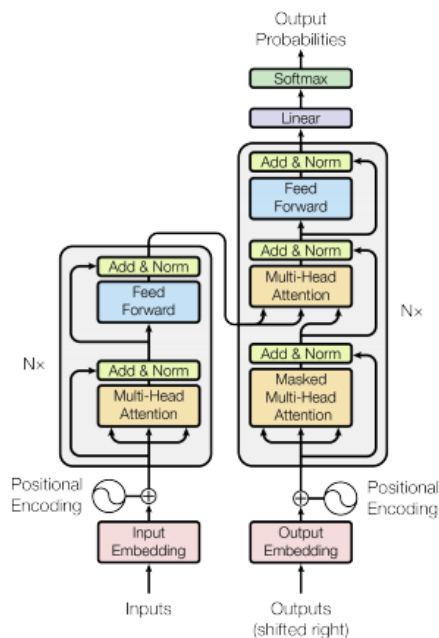 Output
Probabilities
Softmax
Linear
Add & Norm
Feed
Forward
Add & Norm
Multi-Head
Attention
Add & Norm
Masked
Multi-Head
Attention
N×
Add & Norm
Feed
Forward
N×
Add & Norm
Multi-Head
Attention
Positional
Encoding
Positional
Encoding
Input
Embedding
Output
Embedding
Inputs
Outputs
(shifted right)